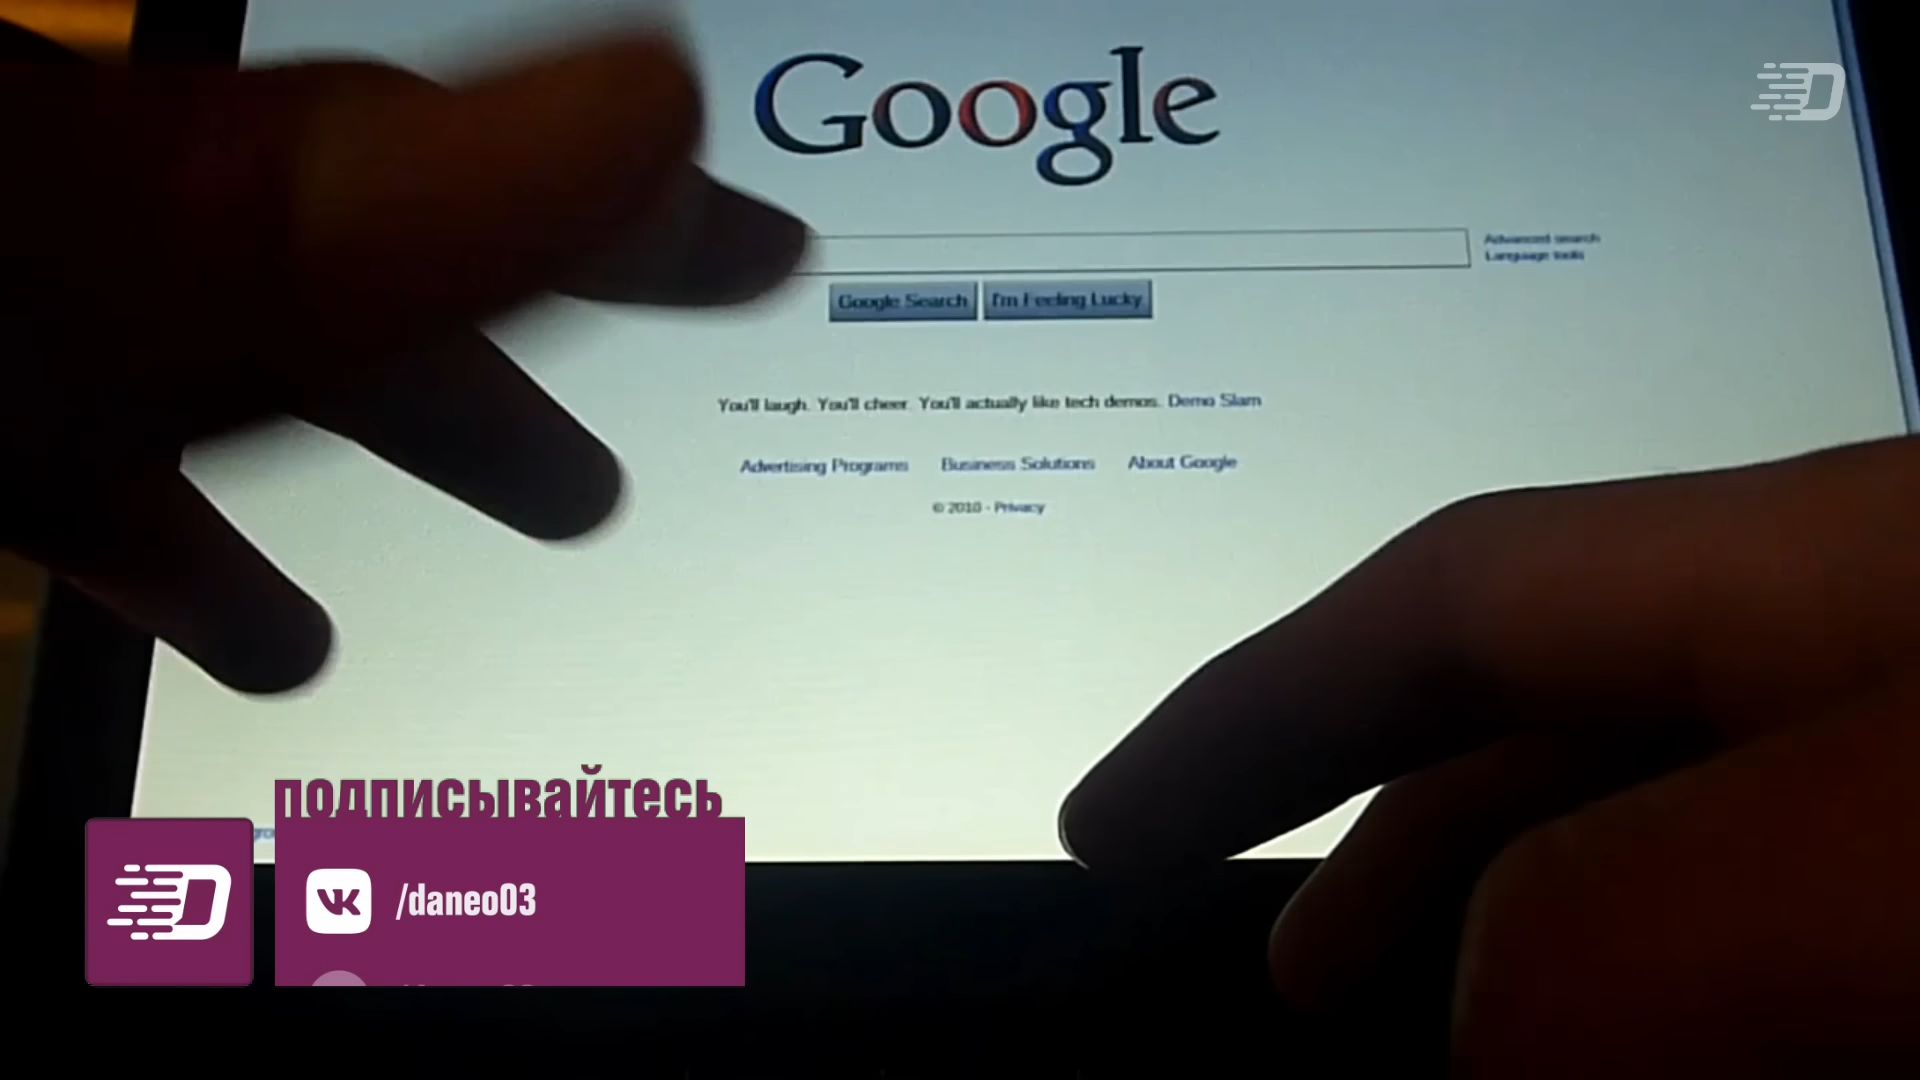 Google
Advanced search
Language tools
Google Search I'm Feeling Lucky
You'll laugh. You'll cheer. You'll actually like tech demos. Demo Slam
Advertising Programs Business Solutions About Google
© 2010 - Privacy
подписывайтесь
/daneo03